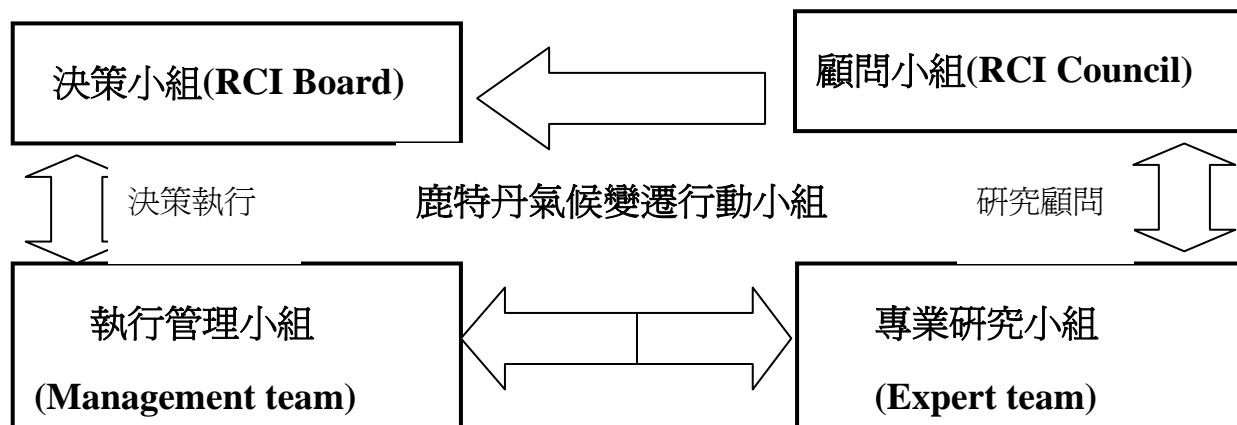 決策小組(RCI Board)
顧問小組(RCI Council)
決策執行
鹿特丹氣候變遷行動小組
研究顧問
執行管理小組
(Management team)
專業研究小組
(Expert team)